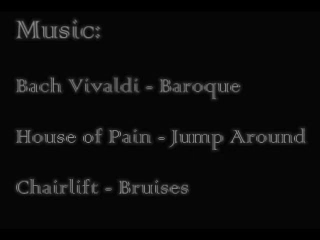 Music:
Bach Vivaldi - Baroque
House of Pain - Jump Around
Chairlift - Bruises